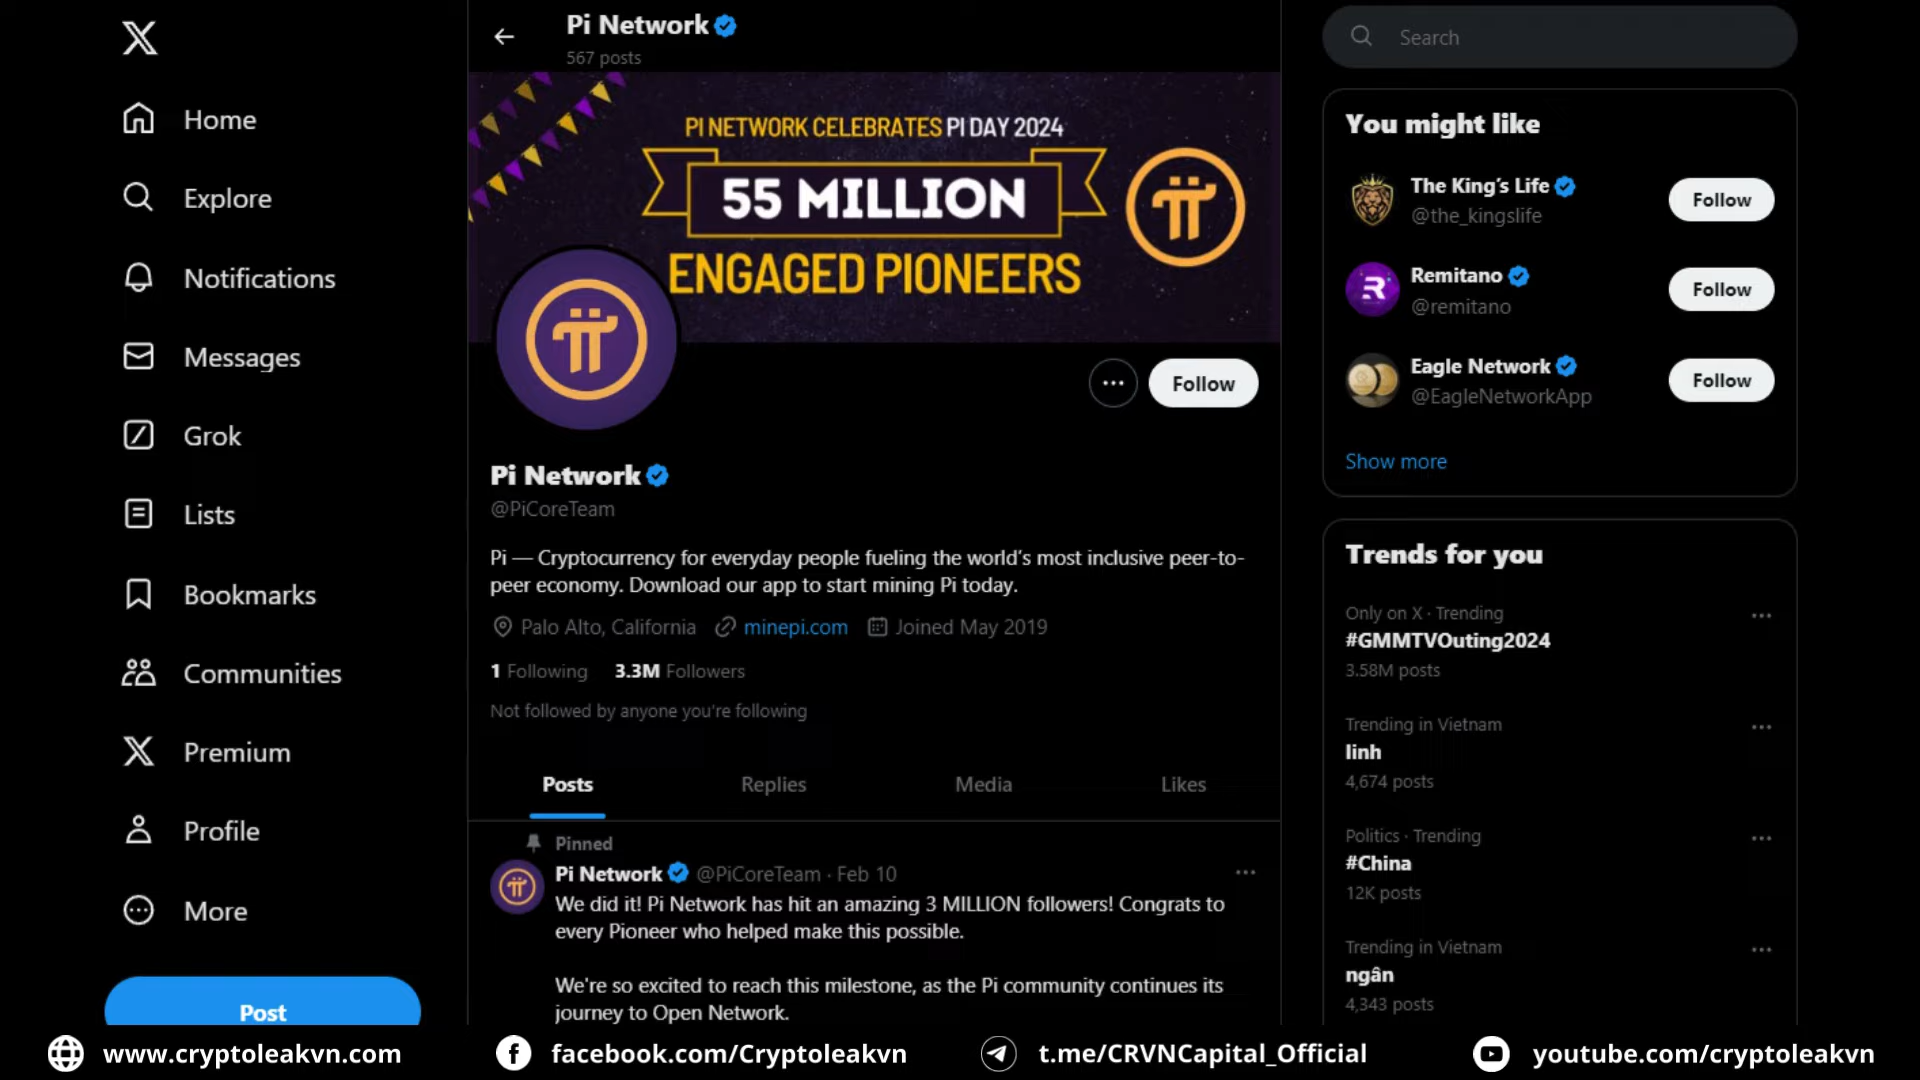 Home
Explore
Notifications
Messages
Grok
Lists
Bookmarks
Communities
Premium
Profile
More
Post
Pi Network
567 posts
PI NETWORK CELEBRATES PI DAY 2024
55 MILLION
ENGAGED PIONEERS
Follow
Pi Network
@PiCoreTeam
Pi — Cryptocurrency for everyday people fueling the world's most inclusive peer-to-
peer economy. Download our app to start mining Pi today.
Palo Alto, California minepi.com Joined May 2019
1 Following 3.3M Followers
Not followed by anyone you're following
Posts Replies Media Likes
Pinned
Pi Network @PiCoreTeam · Feb 10
We did it! Pi Network has hit an amazing 3 MILLION followers! Congrats to
every Pioneer who helped make this possible.
We're so excited to reach this milestone, as the Pi community continues its
journey to Open Network.
Search
You might like
The King's Life
@the_kingslife
Follow
Remitano
@remitano
Follow
Eagle Network
@EagleNetworkApp
Follow
Show more
Trends for you
Only on X · Trending
#GMMTVOuting2024
3.58M posts
Trending in Vietnam
linh
4,674 posts
Politics · Trending
#China
12K posts
Trending in Vietnam
ngân
4,343 posts
www.cryptoleakvn.com
facebook.com/Cryptoleakvn
t.me/CRVNCapital_Official
youtube.com/cryptoleakvn